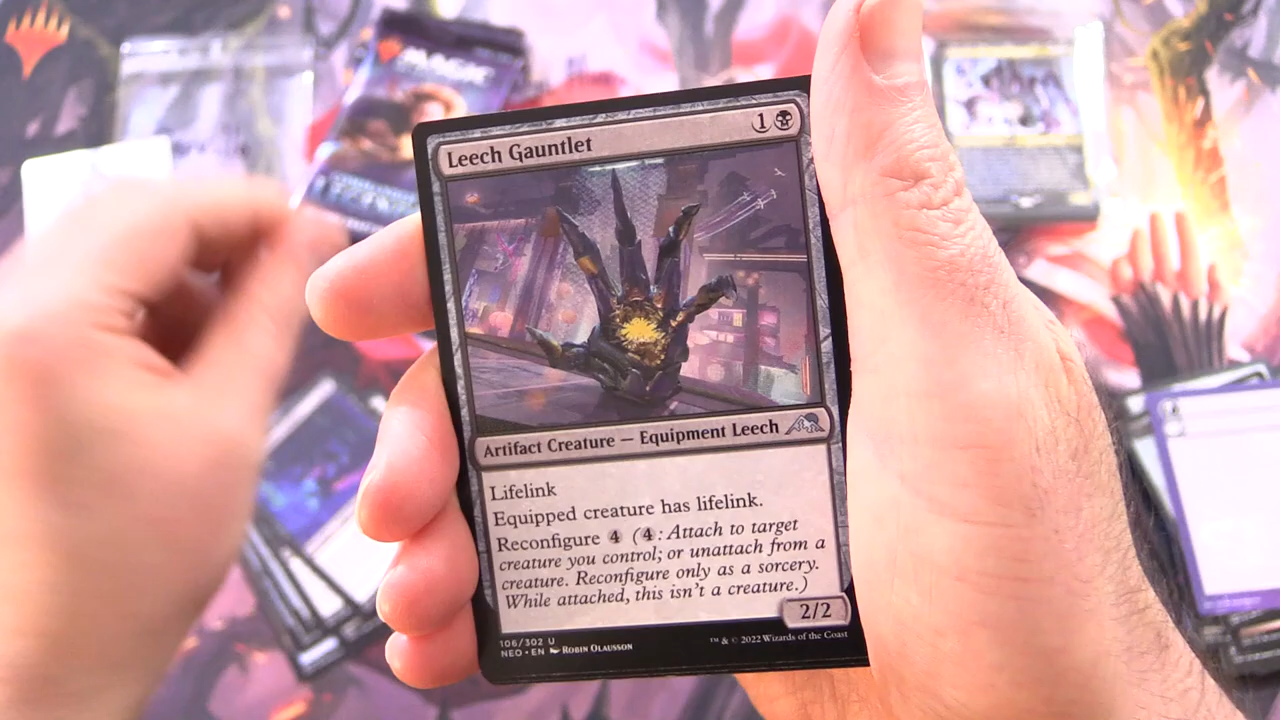 MAGIC
Leech Gauntlet
1
Artifact Creature — Equipment Leech
Lifelink
Equipped creature has lifelink.
Reconfigure 4 (4: Attach to target
creature you control; or unattach from a
creature. Reconfigure only as a sorcery.
While attached, this isn't a creature.)
2/2
106/302 U
NEO • EN ROBIN OLAUSSON
™ & © 2022 Wizards of the Coast